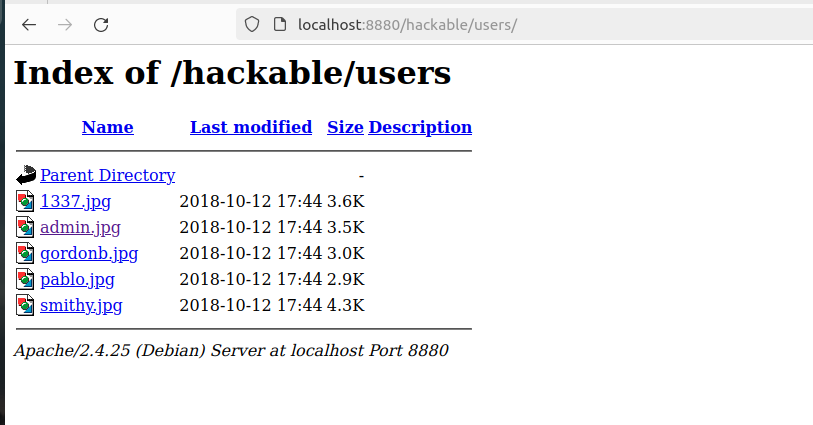 localhost:8880/hackable/users/
Index of /hackable/users
Name Last modified Size Description
Parent Directory -
1337.jpg 2018-10-12 17:44 3.6K
admin.jpg 2018-10-12 17:44 3.5K
gordonb.jpg 2018-10-12 17:44 3.0K
pablo.jpg 2018-10-12 17:44 2.9K
smithy.jpg 2018-10-12 17:44 4.3K
Apache/2.4.25 (Debian) Server at localhost Port 8880